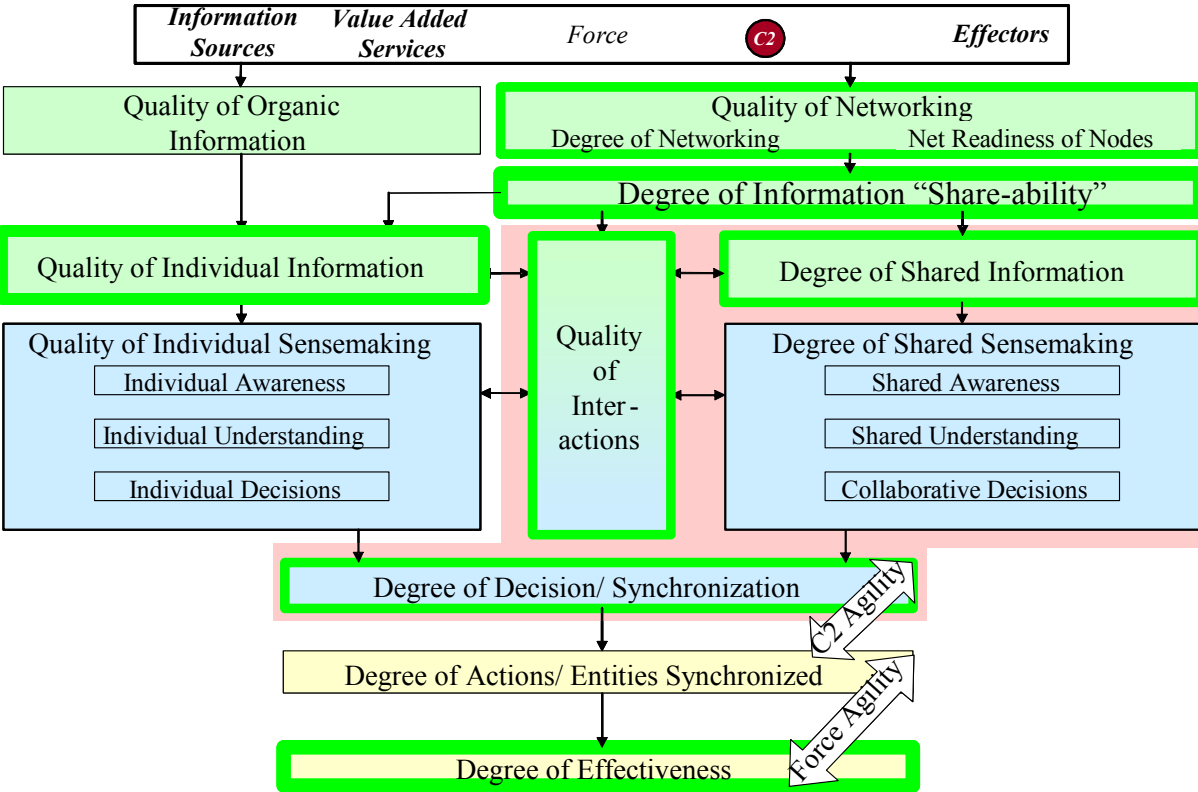 Information Sources
Value Added Services
Force
C2
Effectors
Quality of Organic
Information
Quality of Networking
Degree of Networking
Net Readiness of Nodes
Degree of Information “Share-ability”
Quality of Individual Information
Degree of Shared Information
Quality of Inter-actions
Quality of Individual Sensemaking
Individual Awareness
Individual Understanding
Individual Decisions
Degree of Shared Sensemaking
Shared Awareness
Shared Understanding
Collaborative Decisions
Degree of Decision/ Synchronization
C2 Agility
Degree of Actions/ Entities Synchronized
Force Agility
Degree of Effectiveness